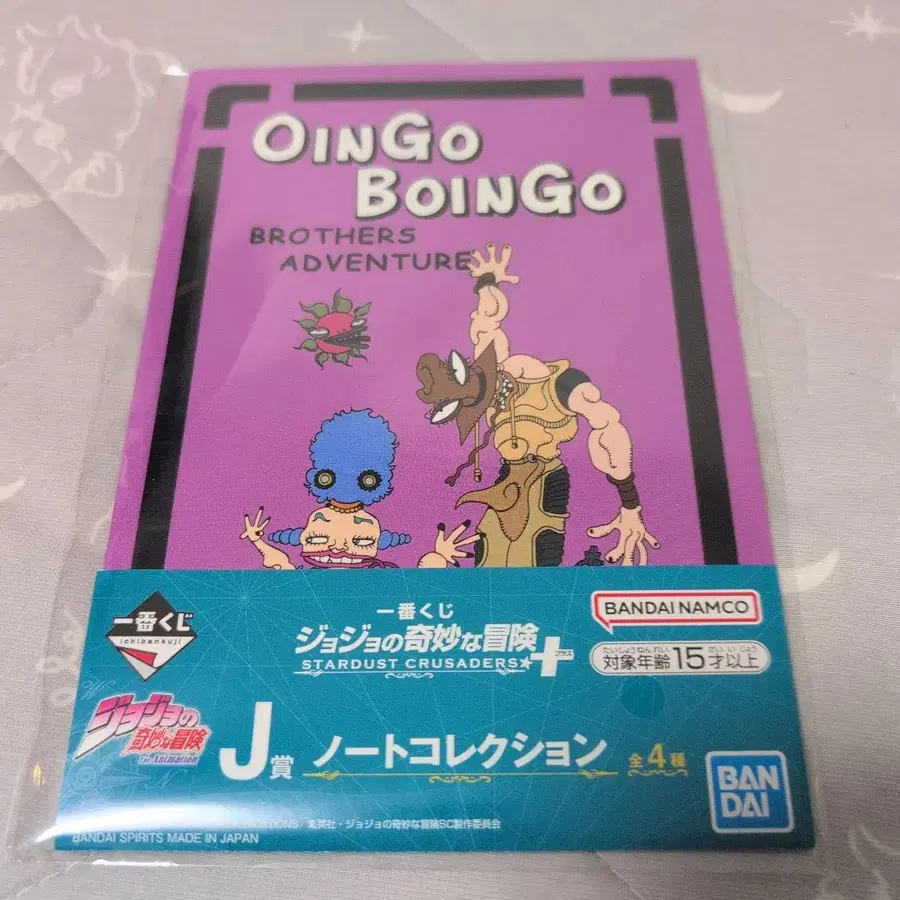 OINGO
BOINGO
BROTHERS
ADVENTURE
一番くじ
ichibankuji
一番くじ
ジョジョの奇妙な冒険
STARDUST CRUSADERS
+
プラス
BANDAI NAMCO
たいしょうねんれい さい いじょう
対象年齢15才以上
ジョジョの
奇妙な冒険
the Animation
J賞 ノートコレクション 全4種
BAN
DAI
集英社・ジョジョの奇妙な冒険SC製作委員会
BANDAI SPIRITS MADE IN JAPAN